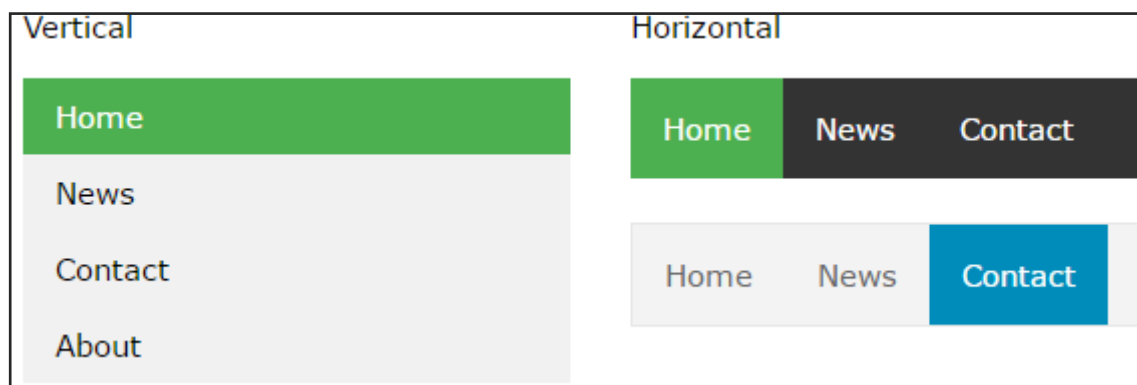 Vertical
Home
News
Contact
About
Horizontal
Home News Contact
Home News Contact